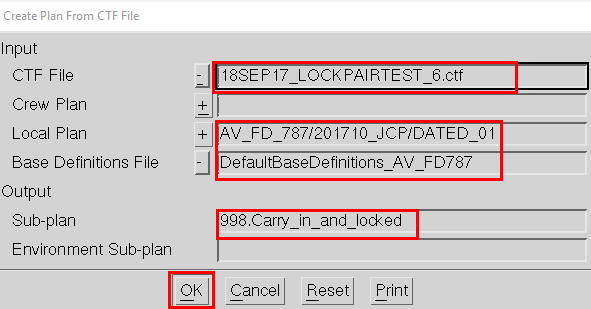 Create Plan From CTF File
Input
CTF File - 18SEP17_LOCKPAIRTEST_6.ctf
Crew Plan +
Local Plan + AV_FD_787/201710_JCP/DATED_01
Base Definitions File - DefaultBaseDefinitions_AV_FD787
Output
Sub-plan 998.Carry_in_and_locked
Environment Sub-plan
OK Cancel Reset Print